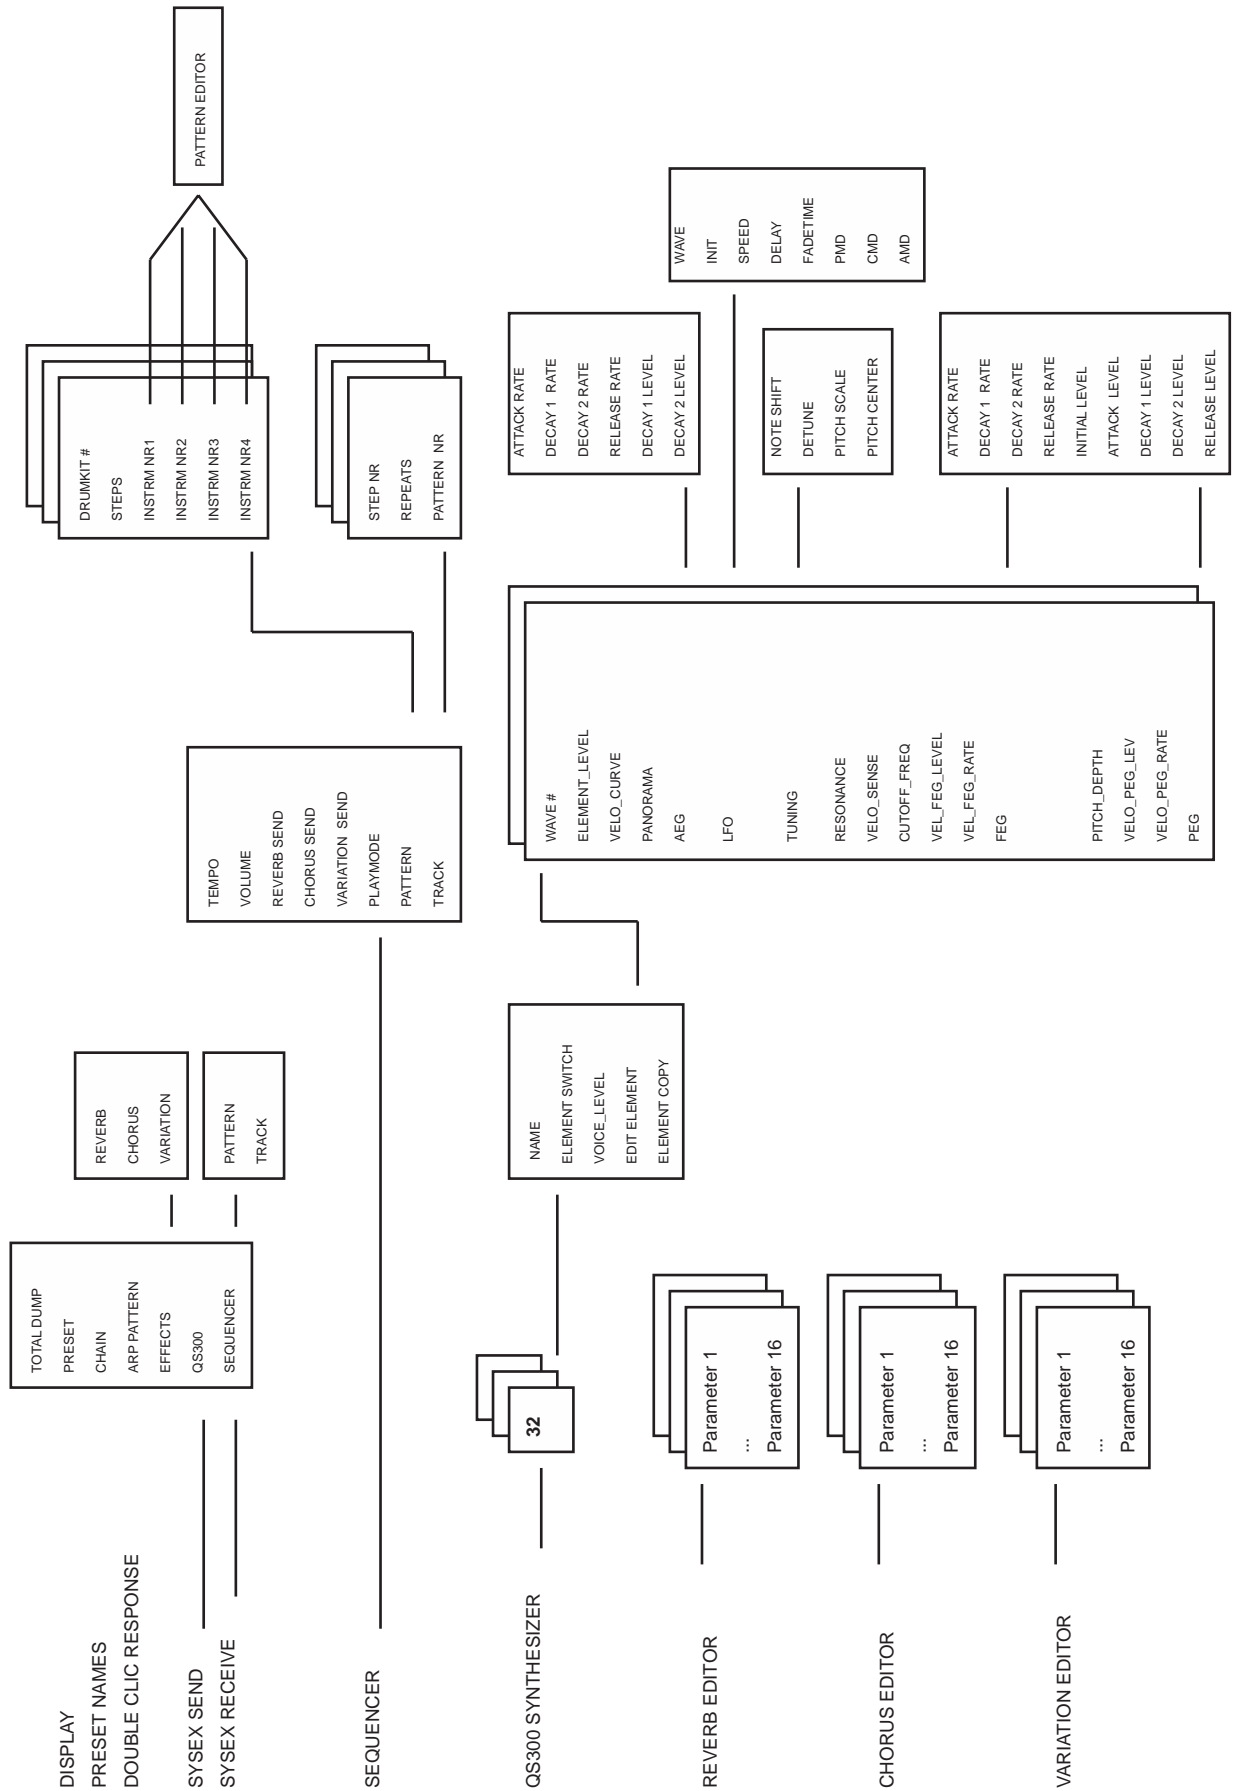 DISPLAY
PRESET NAMES
DOUBLE CLIC RESPONSE
SYSEX SEND
SYSEX RECEIVE
TOTAL DUMP
PRESET
CHAIN
ARP PATTERN
EFFECTS
QS300
SEQUENCER
REVERB
CHORUS
VARIATION
PATTERN
TRACK
SEQUENCER
TEMPO
VOLUME
REVERB SEND
CHORUS SEND
VARIATION SEND
PLAYMODE
PATTERN
TRACK
DRUMKIT #
STEPS
INSTRM NR1
INSTRM NR2
INSTRM NR3
INSTRM NR4
PATTERN EDITOR
STEP NR
REPEATS
PATTERN NR
QS300 SYNTHESIZER
32
NAME
ELEMENT SWITCH
VOICE_LEVEL
EDIT ELEMENT
ELEMENT COPY
WAVE #
ELEMENT_LEVEL
VELO_CURVE
PANORAMA
AEG
LFO
TUNING
RESONANCE
VELO_SENSE
CUTOFF_FREQ
VEL_FEG_LEVEL
VEL_FEG_RATE
FEG
PITCH_DEPTH
VELO_PEG_LEV
VELO_PEG_RATE
PEG
ATTACK RATE
DECAY 1 RATE
DECAY 2 RATE
RELEASE RATE
DECAY 1 LEVEL
DECAY 2 LEVEL
WAVE
INIT
SPEED
DELAY
FADETIME
PMD
CMD
AMD
NOTE SHIFT
DETUNE
PITCH SCALE
PITCH CENTER
ATTACK RATE
DECAY 1 RATE
DECAY 2 RATE
RELEASE RATE
INITIAL LEVEL
ATTACK LEVEL
DECAY 1 LEVEL
DECAY 2 LEVEL
RELEASE LEVEL
REVERB EDITOR
Parameter 1
...
Parameter 16
CHORUS EDITOR
Parameter 1
...
Parameter 16
VARIATION EDITOR
Parameter 1
...
Parameter 16